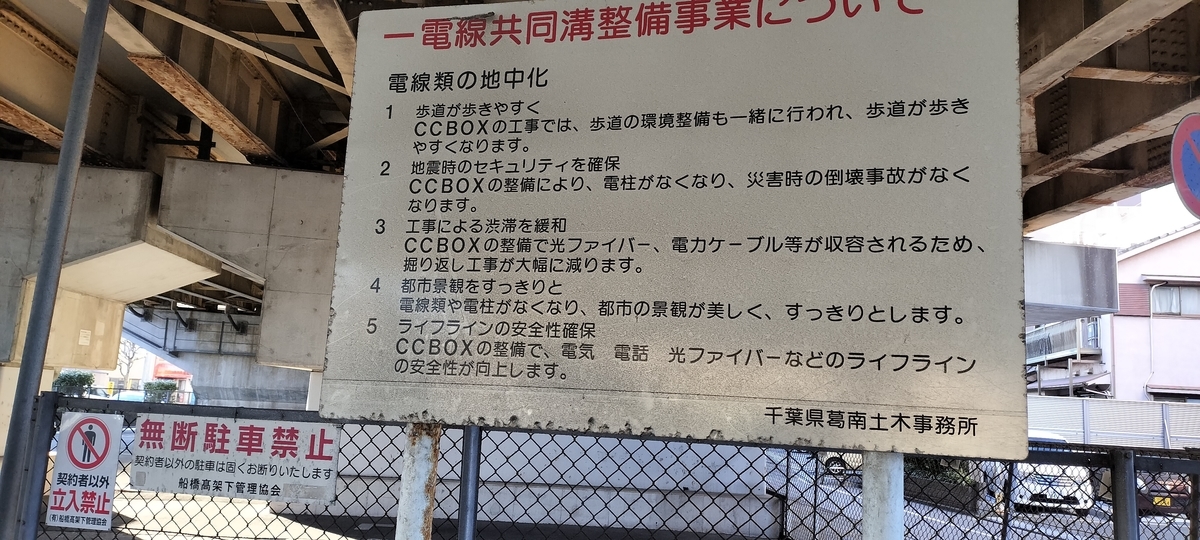 一電線共同溝整備事業について
電線類の地中化
1 歩道が歩きやすく
CCBOXの工事では、歩道の環境整備も一緒に行われ、歩道が歩き
やすくなります。
2 地震時のセキュリティを確保
CCBOXの整備により、電柱がなくなり、災害時の倒壊事故がなく
なります。
3 工事による渋滞を緩和
CCBOXの整備で光ファイバー、電力ケーブル等が収容されるため、
掘り返し工事が大幅に減ります。
4 都市景観をすっきりと
電線類や電柱がなくなり、都市の景観が美しく、すっきりとします。
5 ライフラインの安全性確保
CCBOXの整備で、電気 電話 光ファイバーなどのライフライン
の安全性が向上します。
千葉県葛南土木事務所
無断駐車禁止
契約者以外の駐車は固くお断りいたします
船橋高架下管理協会
契約者以外
立入禁止
(有)船橋高架下管理協会